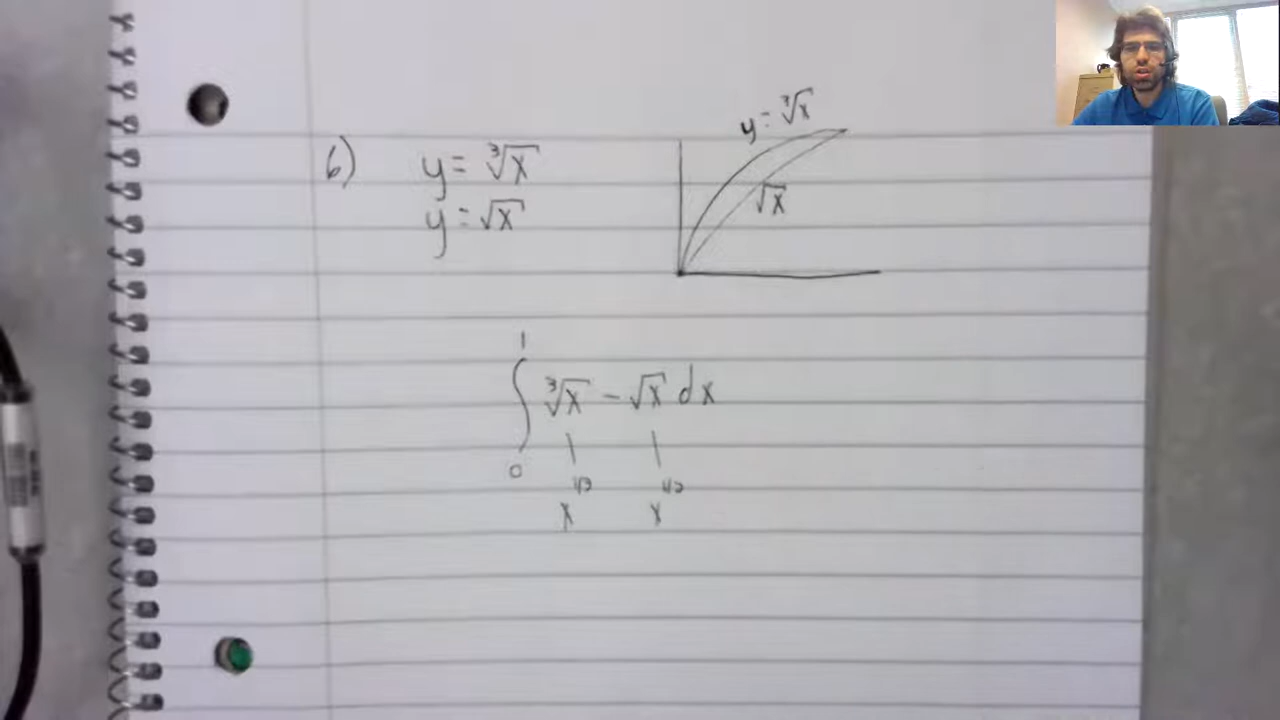 6) y = ∛x
y = √x
y = ∛x
√x
1
∫ ∛x - √x dx
0
1/3 1/2
x x